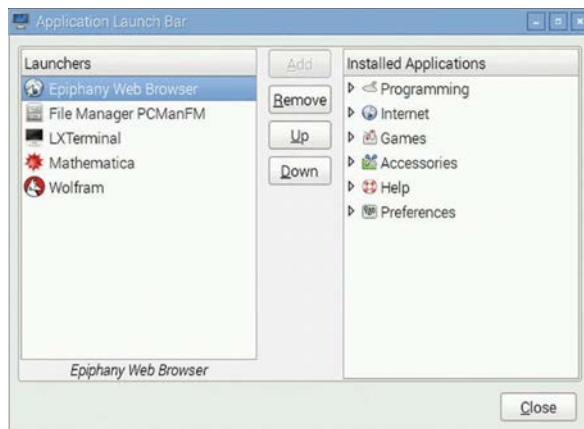 Application Launch Bar
Launchers
Epiphany Web Browser
File Manager PCManFM
LXTerminal
Mathematica
Wolfram
Epiphany Web Browser
Add
Remove
Up
Down
Installed Applications
Programming
Internet
Games
Accessories
Help
Preferences
Close